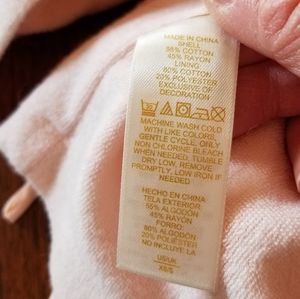 MADE IN CHINA
SHELL
55% COTTON
45% RAYON
LINING
80% COTTON
20% POLYESTER
EXCLUSIVE OF
DECORATION
MACHINE WASH COLD
WITH LIKE COLORS,
GENTLE CYCLE, ONLY
NON CHLORINE BLEACH
WHEN NEEDED, TUMBLE
DRY LOW, REMOVE
PROMPTLY, LOW IRON IF
NEEDED
HECHO EN CHINA
TELA EXTERIOR:
55% ALGODÓN
45% RAYON
FORRO
80% ALGODÓN
20% POLIÉSTER
NO INCLUYE LA
US/UK
XS/S